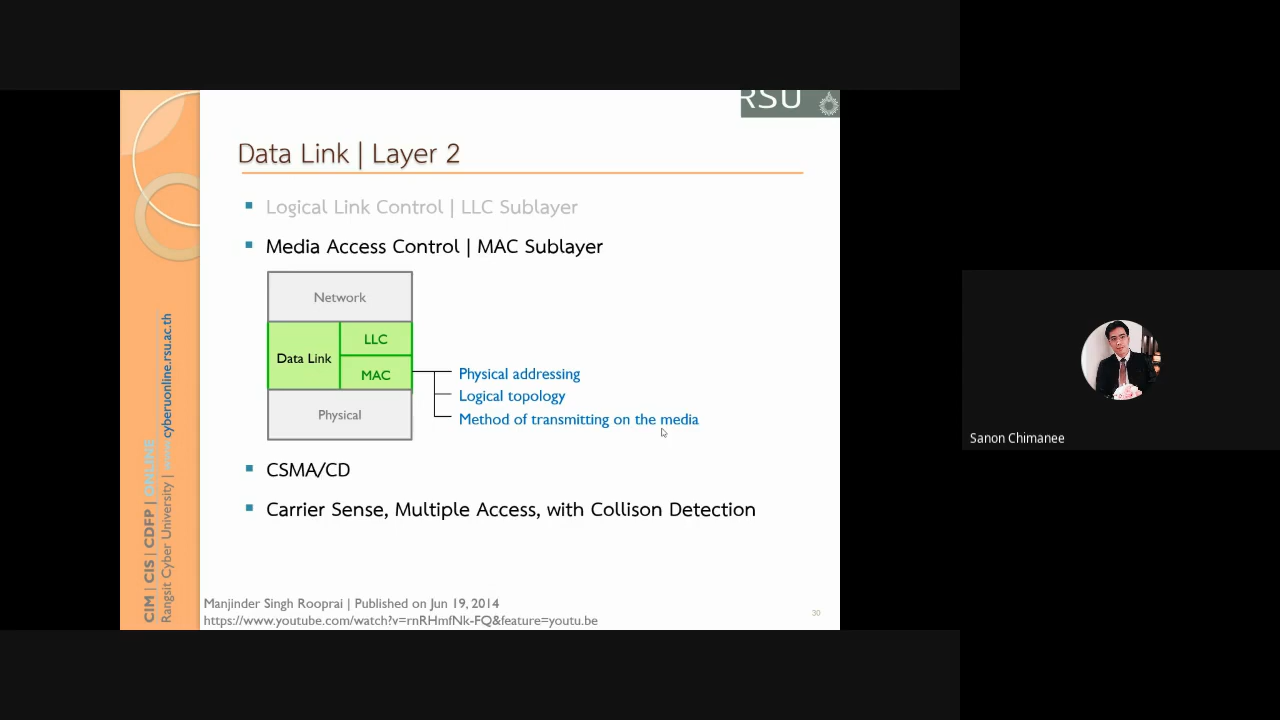 RSU
Data Link | Layer 2
Logical Link Control | LLC Sublayer
Media Access Control | MAC Sublayer
Network
Data Link
LLC
MAC
Physical
Physical addressing
Logical topology
Method of transmitting on the media
CSMA/CD
Carrier Sense, Multiple Access, with Collison Detection
CIM | CIS | CDFP | ONLINE
Rangsit Cyber University | www.cyberuonline.rsu.ac.th
Manjinder Singh Rooprai | Published on Jun 19, 2014
https://www.youtube.com/watch?v=rnRHmfNk-FQ&feature=youtu.be
30
Sanon Chimanee